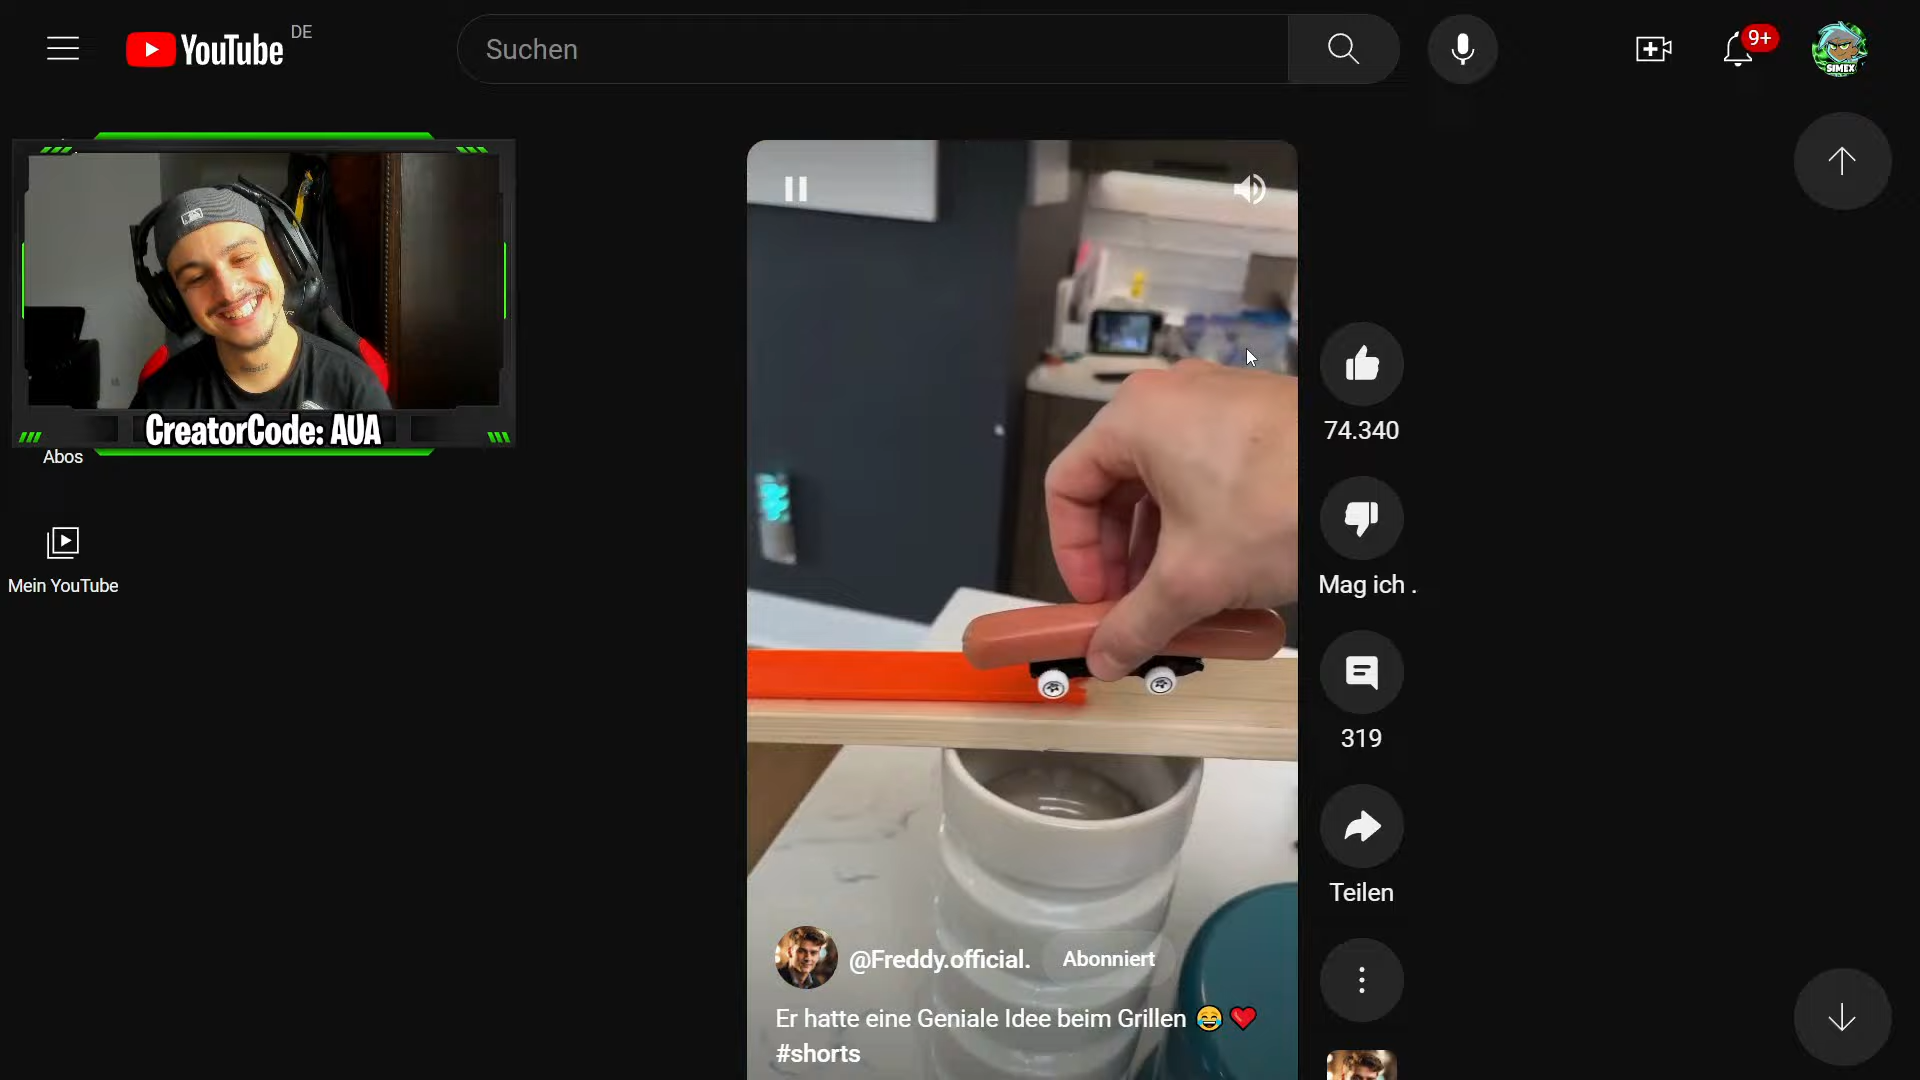 YouTube DE
Suchen
9+
SIMEX
CreatorCode: AUA
Abos
Mein YouTube
74.340
Mag ich .
319
Teilen
@Freddy.official.
Abonniert
Er hatte eine Geniale Idee beim Grillen 😂❤️
#shorts